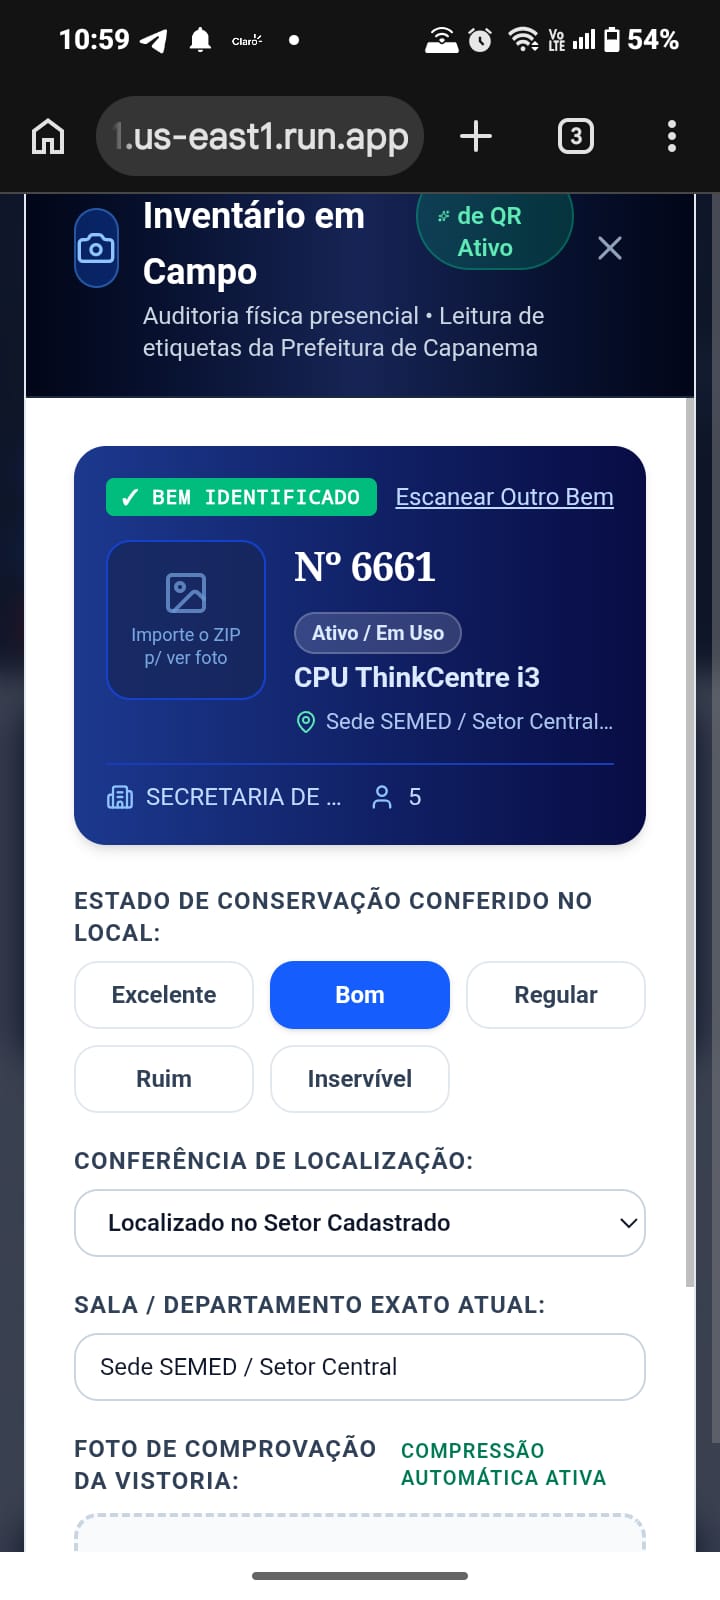 10:59 Claro Vo LTE 54%
1.us-east1.run.app 3
Inventário em
Campo
de QR
Ativo
Auditoria física presencial • Leitura de
etiquetas da Prefeitura de Capanema
✓ BEM IDENTIFICADO Escanear Outro Bem
Importe o ZIP
p/ ver foto
Nº 6661
Ativo / Em Uso
CPU ThinkCentre i3
Sede SEMED / Setor Central...
SECRETARIA DE ... 5
ESTADO DE CONSERVAÇÃO CONFERIDO NO
LOCAL:
Excelente Bom Regular
Ruim Inservível
CONFERÊNCIA DE LOCALIZAÇÃO:
Localizado no Setor Cadastrado
SALA / DEPARTAMENTO EXATO ATUAL:
Sede SEMED / Setor Central
FOTO DE COMPROVAÇÃO
DA VISTORIA:
COMPRESSÃO
AUTOMÁTICA ATIVA